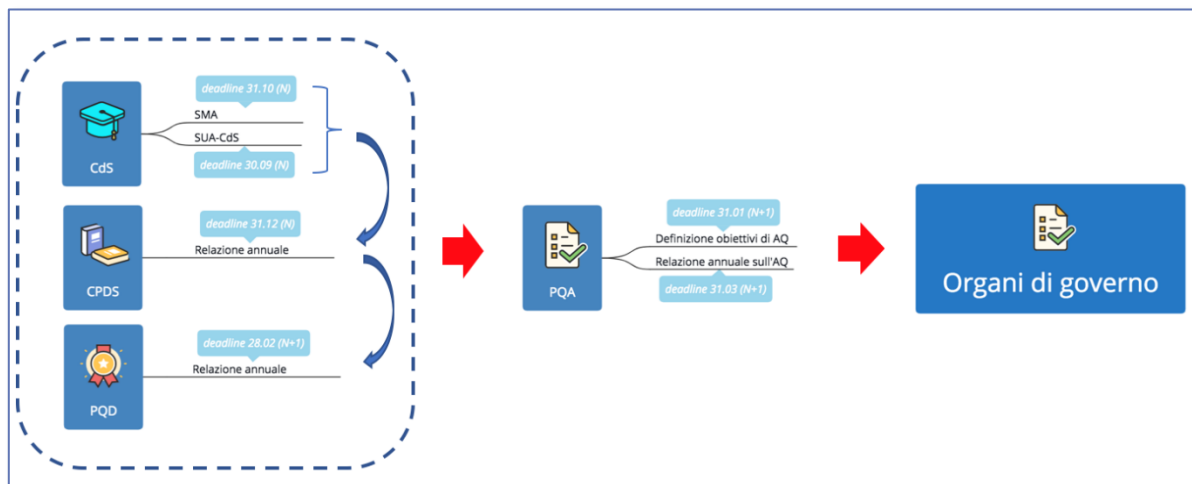 deadline 31.10 (N)
SMA
SUA-CdS
deadline 30.09 (N)
CdS
deadline 31.12 (N)
Relazione annuale
CPDS
deadline 28.02 (N+1)
Relazione annuale
PQD
deadline 31.01 (N+1)
Definizione obiettivi di AQ
Relazione annuale sull'AQ
deadline 31.03 (N+1)
PQA
Organi di governo